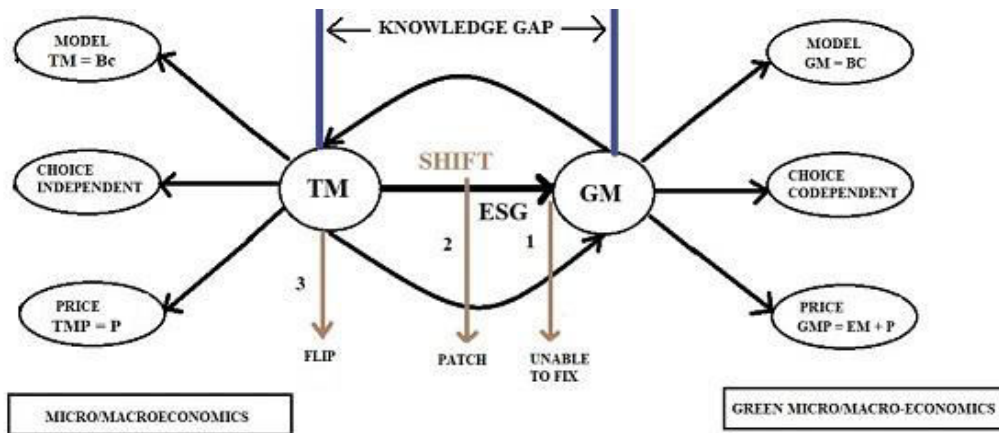 KNOWLEDGE GAP
MODEL
TM = Bc
MODEL
GM = BC
SHIFT
CHOICE
INDEPENDENT
TM
GM
CHOICE
CODEPENDENT
ESG
2
1
3
PRICE
TMP = P
PRICE
GMP = EM + P
FLIP
PATCH
UNABLE
TO FIX
MICRO/MACROECONOMICS
GREEN MICRO/MACRO-ECONOMICS